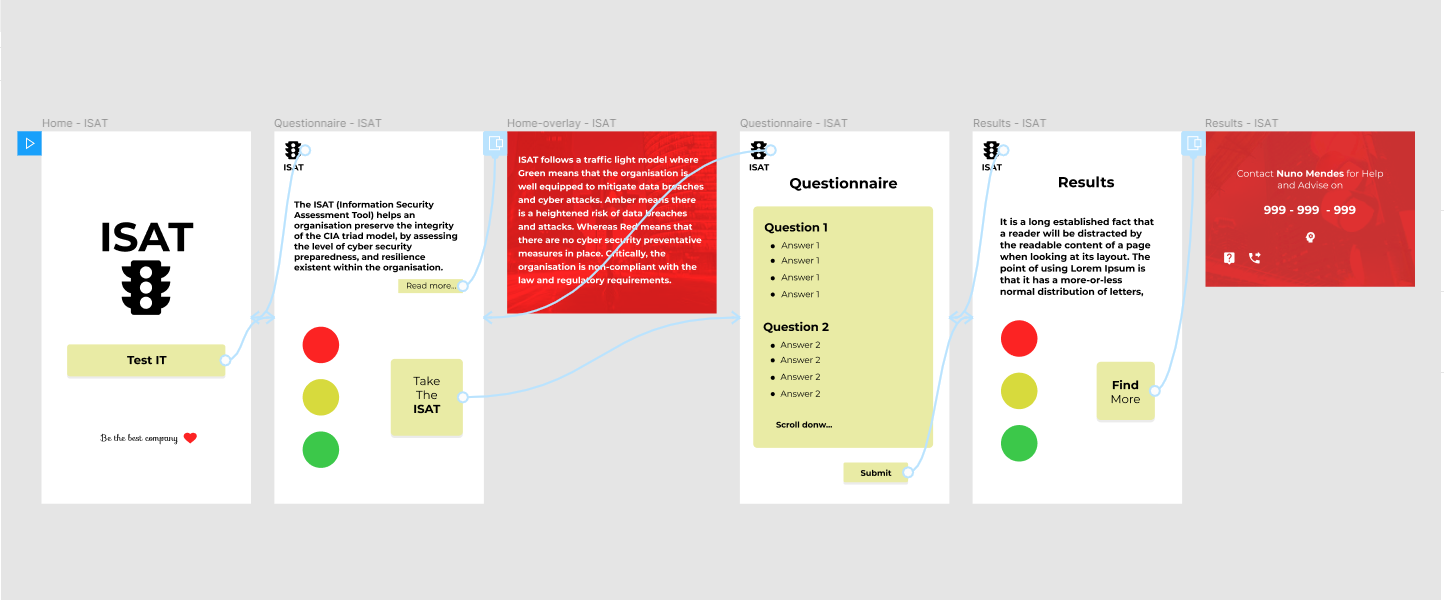 Home - ISAT
ISAT
Test IT
Be the best company
Questionnaire - ISAT
ISAT
The ISAT (Information Security
Assessment Tool) helps an
organisation preserve the integrity
of the CIA triad model, by assessing
the level of cyber security
preparedness, and resilience
existent within the organisation.
Read more...
Take
The
ISAT
Home-overlay - ISAT
ISAT follows a traffic light model where
Green means that the organisation is
well equipped to mitigate data breaches
and cyber attacks. Amber means there
is a heightened risk of data breaches
and attacks. Whereas Red means that
there are no cyber security preventative
measures in place. Critically, the
organisation is non-compliant with the
law and regulatory requirements.
Questionnaire - ISAT
ISAT
Questionnaire
Question 1
Answer 1
Answer 1
Answer 1
Answer 1
Question 2
Answer 2
Answer 2
Answer 2
Answer 2
Scroll donw...
Submit
Results - ISAT
ISAT
Results
It is a long established fact that
a reader will be distracted by
the readable content of a page
when looking at its layout. The
point of using Lorem Ipsum is
that it has a more-or-less
normal distribution of letters,
Find
More
Results - ISAT
Contact Nuno Mendes for Help
and Advise on
999 - 999 - 999